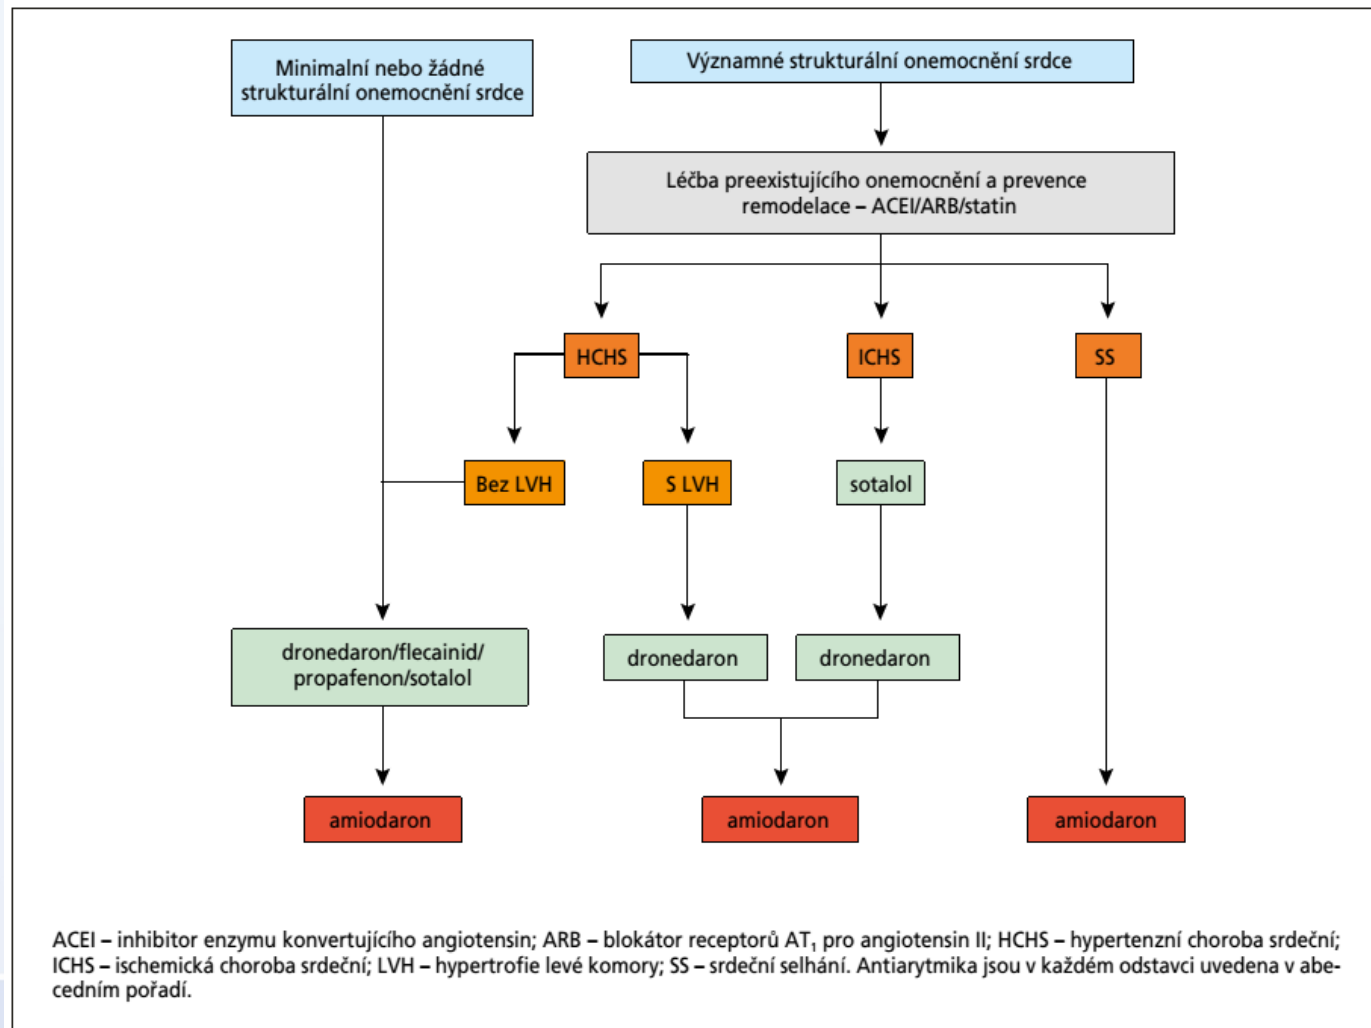 Minimalní nebo žádné
strukturální onemocnění srdce
Významné strukturální onemocnění srdce
Léčba preexistujícího onemocnění a prevence
remodelace – ACEI/ARB/statin
HCHS
ICHS
SS
Bez LVH
S LVH
sotalol
dronedaron/flecainid/
propafenon/sotalol
dronedaron
dronedaron
amiodaron
amiodaron
amiodaron
ACEI – inhibitor enzymu konvertujícího angiotensin; ARB – blokátor receptorů AT₁ pro angiotensin II; HCHS – hypertenzní choroba srdeční;
ICHS – ischemická choroba srdeční; LVH – hypertrofie levé komory; SS – srdeční selhání. Antiarytmika jsou v každém odstavci uvedena v abe-
cedním pořadí.